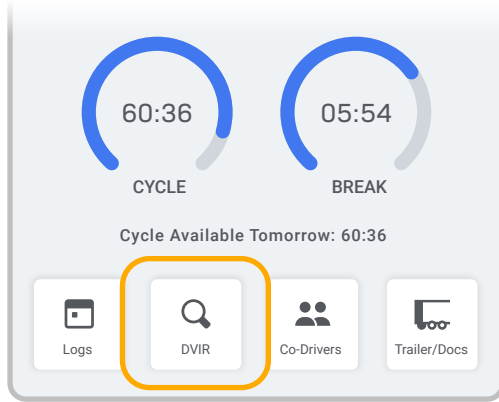 60:36
05:54
CYCLE
BREAK
Cycle Available Tomorrow: 60:36
Logs
DVIR
Co-Drivers
Trailer/Docs